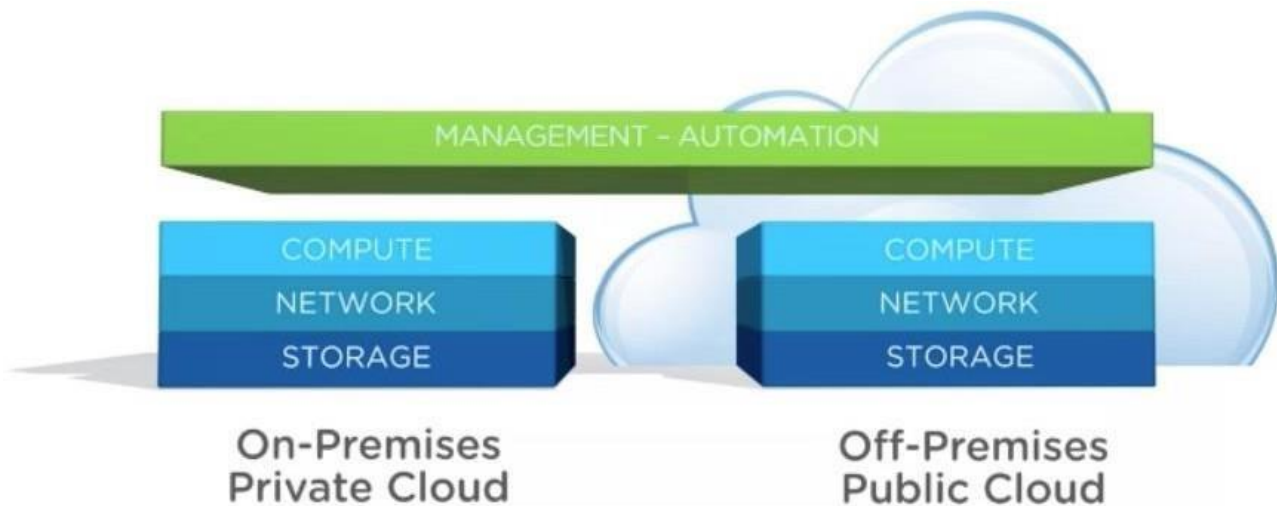 MANAGEMENT – AUTOMATION
COMPUTE
NETWORK
STORAGE
On-Premises
Private Cloud
COMPUTE
NETWORK
STORAGE
Off-Premises
Public Cloud